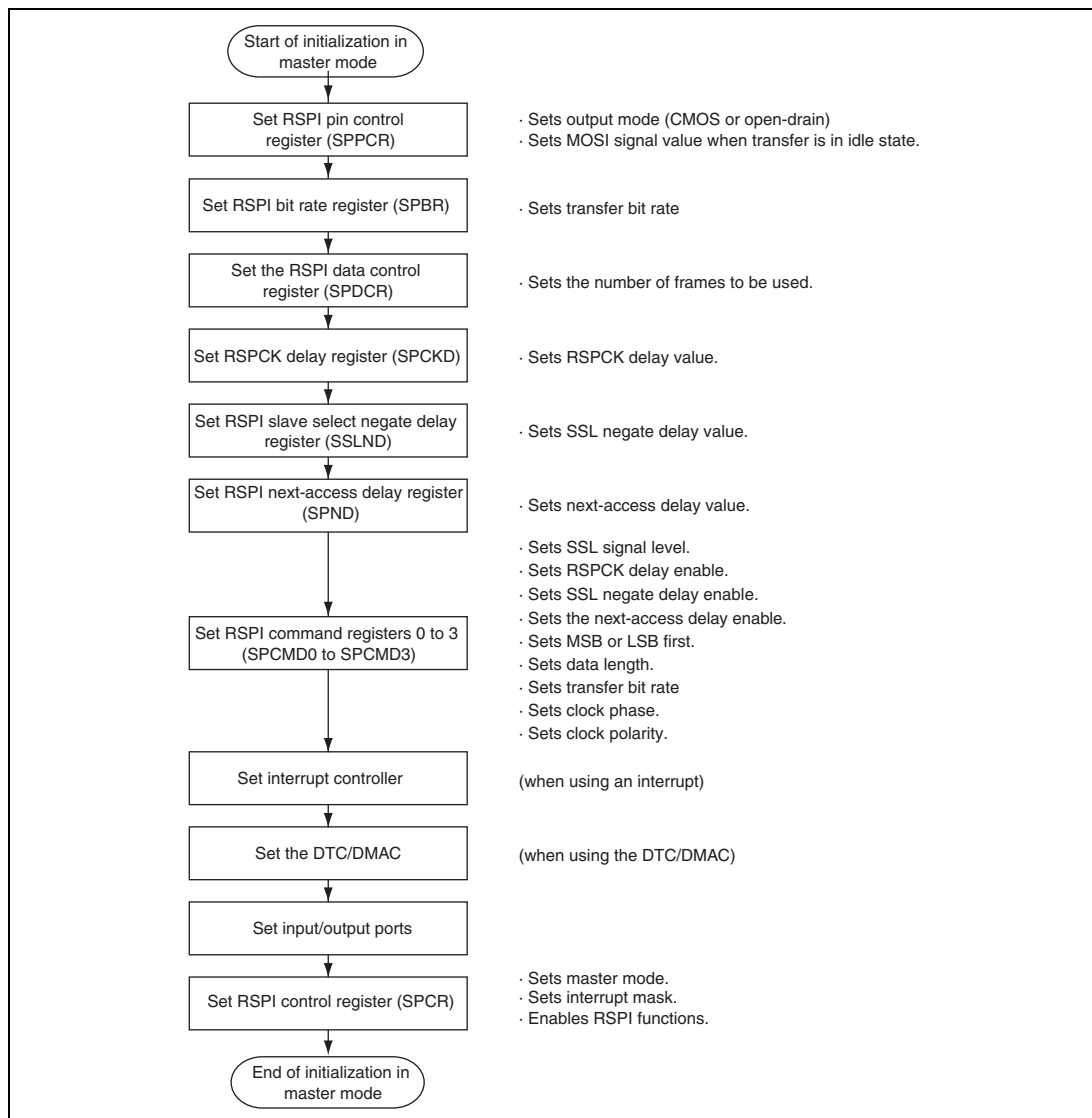 Start of initialization in
master mode
Set RSPI pin control
register (SPPCR)
· Sets output mode (CMOS or open-drain)
· Sets MOSI signal value when transfer is in idle state.
Set RSPI bit rate register (SPBR)
· Sets transfer bit rate
Set the RSPI data control
register (SPDCR)
· Sets the number of frames to be used.
Set RSPCK delay register (SPCKD)
· Sets RSPCK delay value.
Set RSPI slave select negate delay
register (SSLND)
· Sets SSL negate delay value.
Set RSPI next-access delay register
(SPND)
· Sets next-access delay value.
Set RSPI command registers 0 to 3
(SPCMD0 to SPCMD3)
· Sets SSL signal level.
· Sets RSPCK delay enable.
· Sets SSL negate delay enable.
· Sets the next-access delay enable.
· Sets MSB or LSB first.
· Sets data length.
· Sets transfer bit rate
· Sets clock phase.
· Sets clock polarity.
Set interrupt controller
(when using an interrupt)
Set the DTC/DMAC
(when using the DTC/DMAC)
Set input/output ports
Set RSPI control register (SPCR)
· Sets master mode.
· Sets interrupt mask.
· Enables RSPI functions.
End of initialization in
master mode